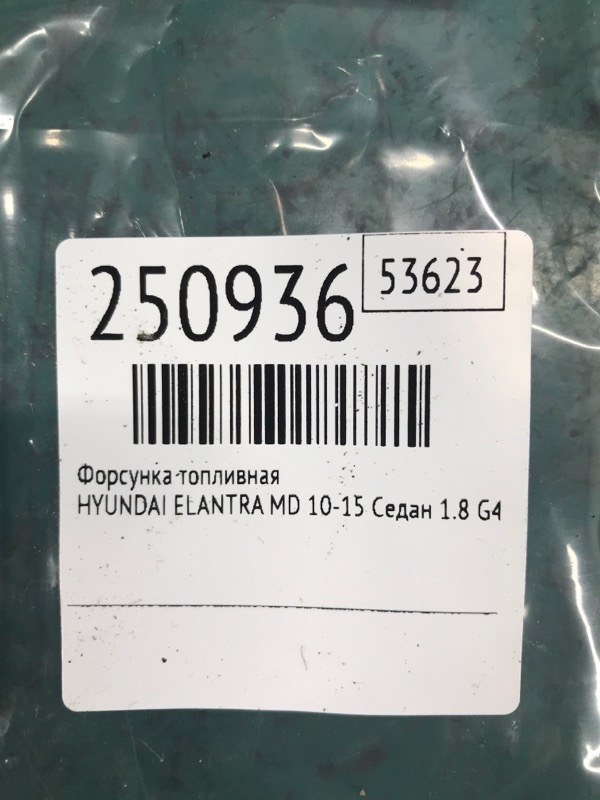 250936
53623
Форсунка топливная
HYUNDAI ELANTRA MD 10-15 Седан 1.8 G4